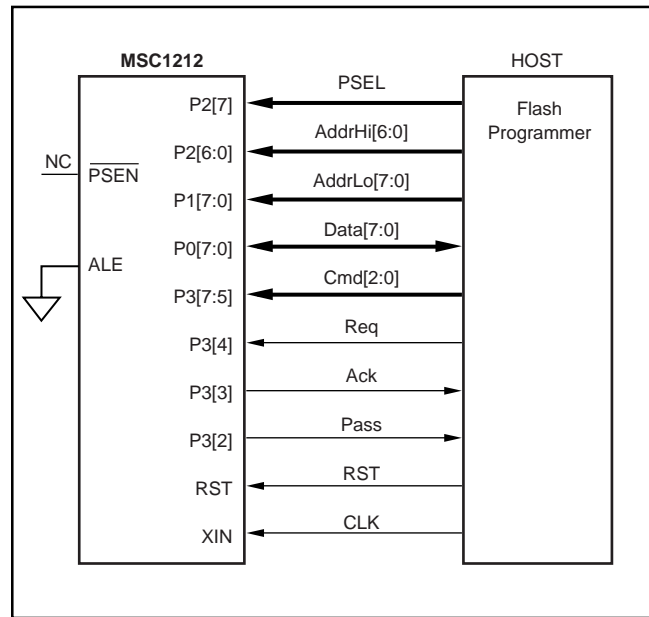 MSC1212
HOST
PSEL
P2[7]
Flash
Programmer
AddrHi[6:0]
P2[6:0]
NC
PSEN
AddrLo[7:0]
P1[7:0]
Data[7:0]
P0[7:0]
ALE
Cmd[2:0]
P3[7:5]
Req
P3[4]
Ack
P3[3]
Pass
P3[2]
RST
RST
CLK
XIN